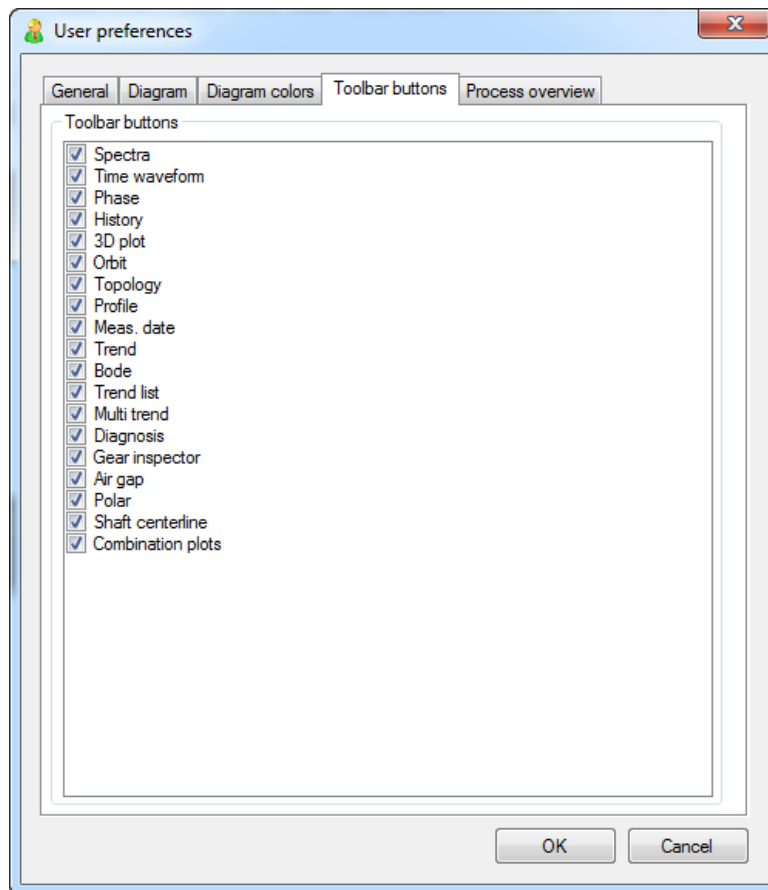 User preferences
General Diagram Diagram colors Toolbar buttons Process overview
Toolbar buttons
Spectra
Time waveform
Phase
History
3D plot
Orbit
Topology
Profile
Meas. date
Trend
Bode
Trend list
Multi trend
Diagnosis
Gear inspector
Air gap
Polar
Shaft centerline
Combination plots
OK Cancel